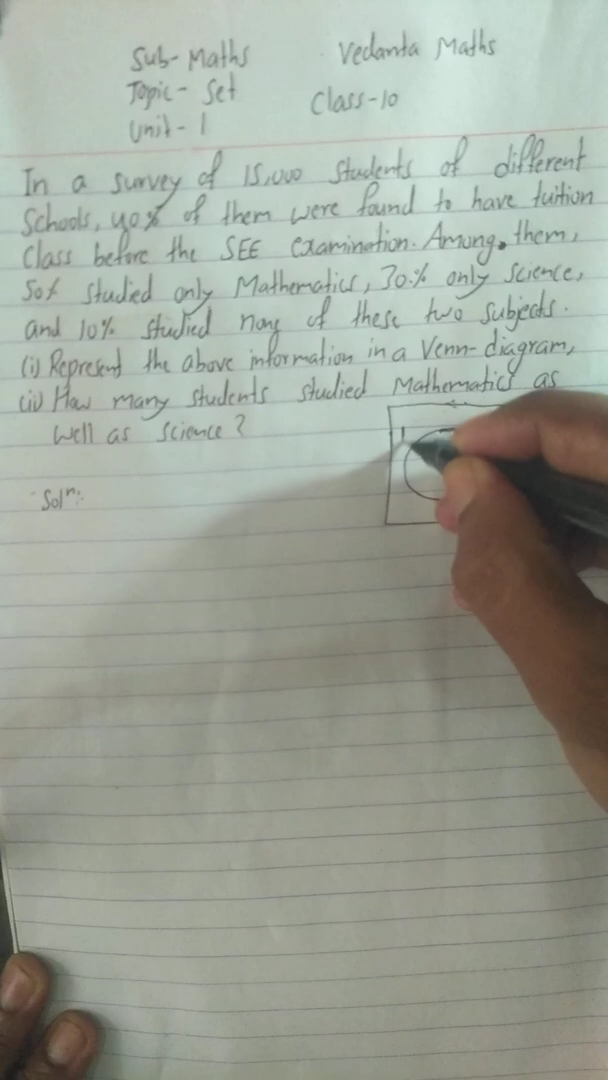 Sub- Maths
Vedanta Maths
Topic- Set
Class-10
Unit- 1
In a survey of 15,000 students of different
Schools, 40% of them were found to have tuition
Class before the SEE examination. Among them,
50% studied only Mathematics, 30% only science,
and 10% studied none of these two subjects.
(i) Represent the above information in a Venn-diagram,
(ii) How many students studied Mathematics as
well as science?
Solⁿ: